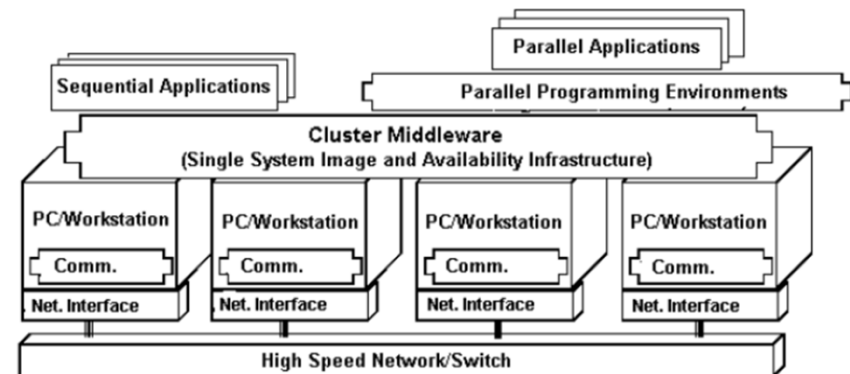 Parallel Applications
Sequential Applications
Parallel Programming Environments
Cluster Middleware
(Single System Image and Availability Infrastructure)
PC/Workstation
PC/Workstation
PC/Workstation
PC/Workstation
Comm.
Comm.
Comm.
Comm.
Net. Interface
Net. Interface
Net. Interface
Net. Interface
High Speed Network/Switch